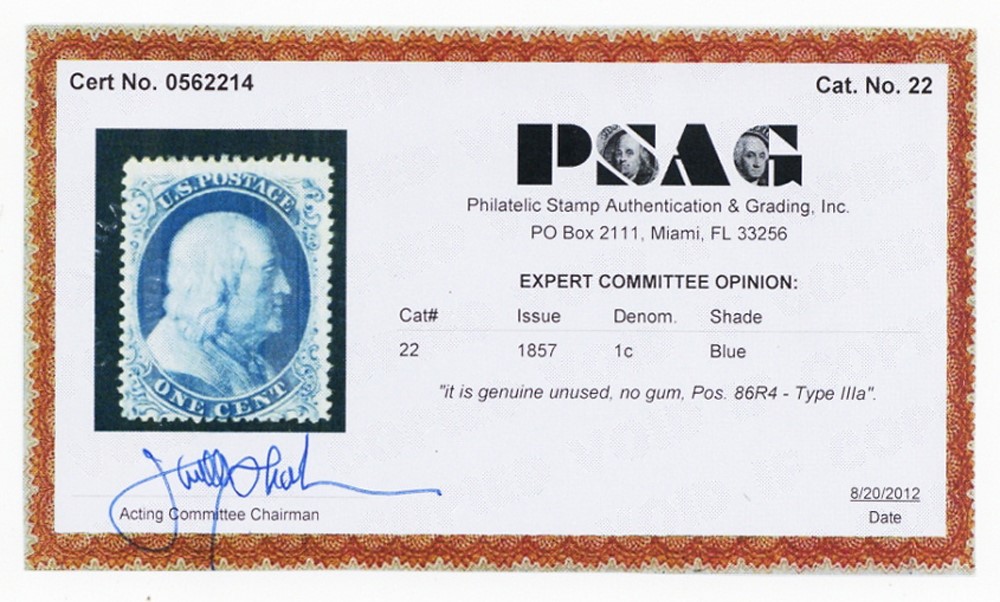 Cert No. 0562214
Cat. No. 22
U.S. POSTAGE
ONE CENT
PSAG
Philatelic Stamp Authentication & Grading, Inc.
PO Box 2111, Miami, FL 33256
EXPERT COMMITTEE OPINION:
Cat# Issue Denom. Shade
22 1857 1c Blue
"it is genuine unused, no gum, Pos. 86R4 - Type IIIa".
Acting Committee Chairman
8/20/2012
Date